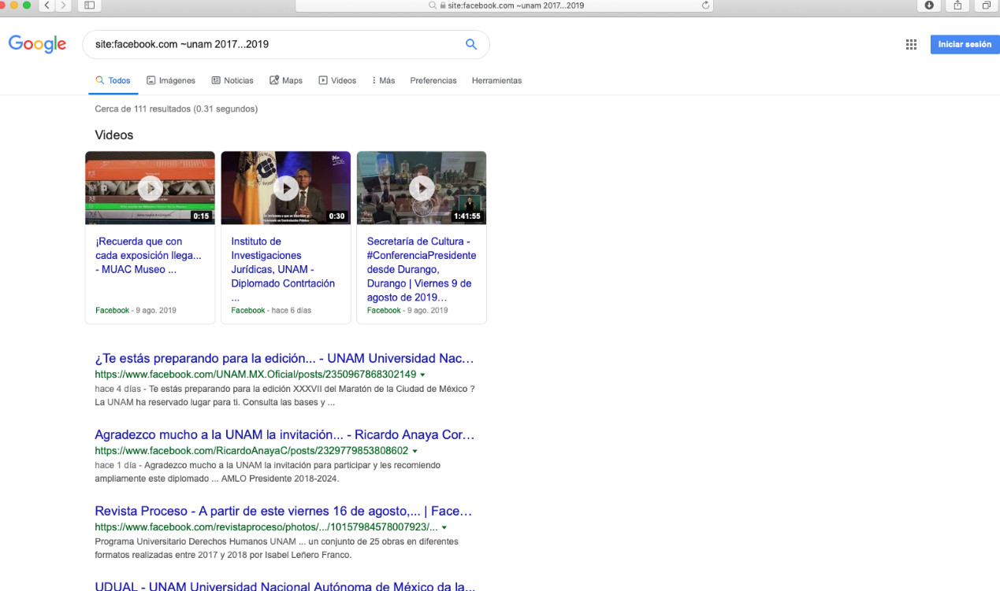 site:facebook.com ~unam 2017...2019
Google
site:facebook.com ~unam 2017...2019
Iniciar sesión
Todos
Imágenes
Noticias
Maps
Videos
Más
Preferencias
Herramientas
Cerca de 111 resultados (0.31 segundos)
Videos
0:15
¡Recuerda que con
cada exposición llega...
- MUAC Museo ...
Facebook - 9 ago. 2019
0:30
Instituto de
Investigaciones
Jurídicas, UNAM -
Diplomado Contrtación
...
Facebook - hace 6 días
1:41:55
Secretaría de Cultura -
#ConferenciaPresidente
desde Durango,
Durango | Viernes 9 de
agosto de 2019…
Facebook - 9 ago. 2019
¿Te estás preparando para la edición... - UNAM Universidad Nac…
https://www.facebook.com/UNAM.MX.Oficial/posts/2350967868302149
hace 4 días - Te estás preparando para la edición XXXVII del Maratón de la Ciudad de México ?
La UNAM ha reservado lugar para ti. Consulta las bases y ...
Agradezco mucho a la UNAM la invitación... - Ricardo Anaya Cor…
https://www.facebook.com/RicardoAnayaC/posts/2329779853808602
hace 1 día - Agradezco mucho a la UNAM la invitación para participar y les recomiendo
ampliamente este diplomado ... AMLO Presidente 2018-2024.
Revista Proceso - A partir de este viernes 16 de agosto,... | Face…
https://www.facebook.com/revistaproceso/photos/.../10157984578007923/...
Programa Universitario Derechos Humanos UNAM ... un conjunto de 25 obras en diferentes
formatos realizadas entre 2017 y 2018 por Isabel Leñero Franco.
UDUAL - UNAM Universidad Nacional Autónoma de México da la...